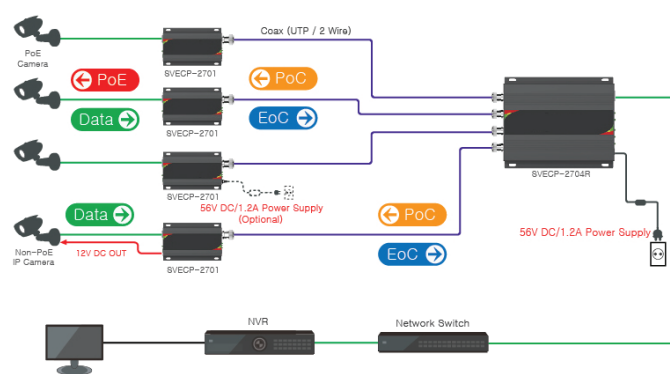 Coax (UTP / 2 Wire)
PoE
Camera
SVECP-2701
PoE
PoC
Data
EoC
SVECP-2701
SVECP-2704R
SVECP-2701
56V DC/1.2A Power Supply
(Optional)
Data
PoC
56V DC/1.2A Power Supply
Non-PoE
IP Camera
12V DC OUT
SVECP-2701
EoC
NVR
Network Switch